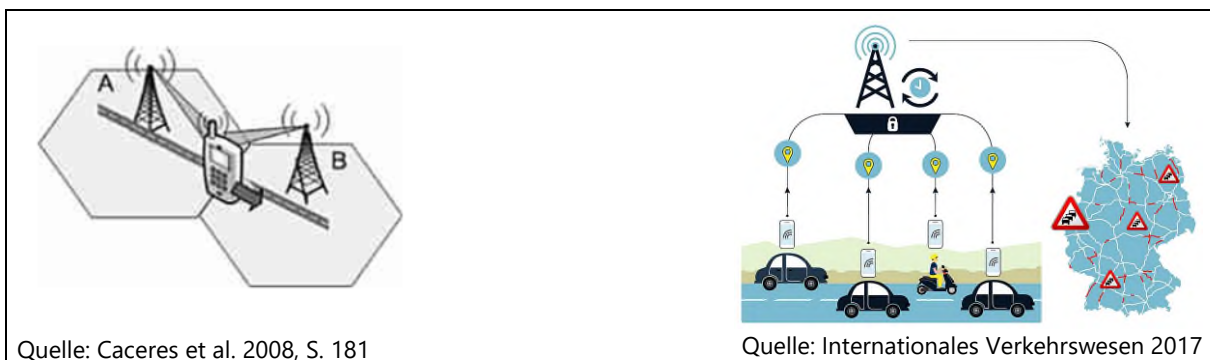 A
B
Quelle: Caceres et al. 2008, S. 181
Quelle: Internationales Verkehrswesen 2017